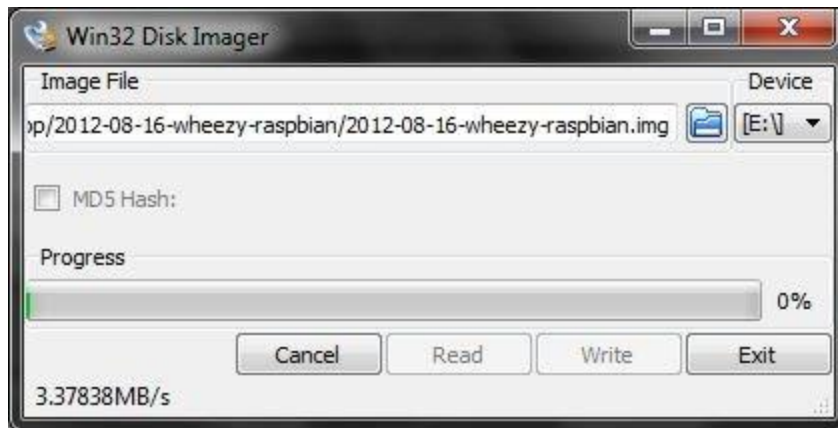 Win32 Disk Imager
Image File Device
op/2012-08-16-wheezy-raspbian/2012-08-16-wheezy-raspbian.img [E:\]
MD5 Hash:
Progress
0%
Cancel Read Write Exit
3.37838MB/s